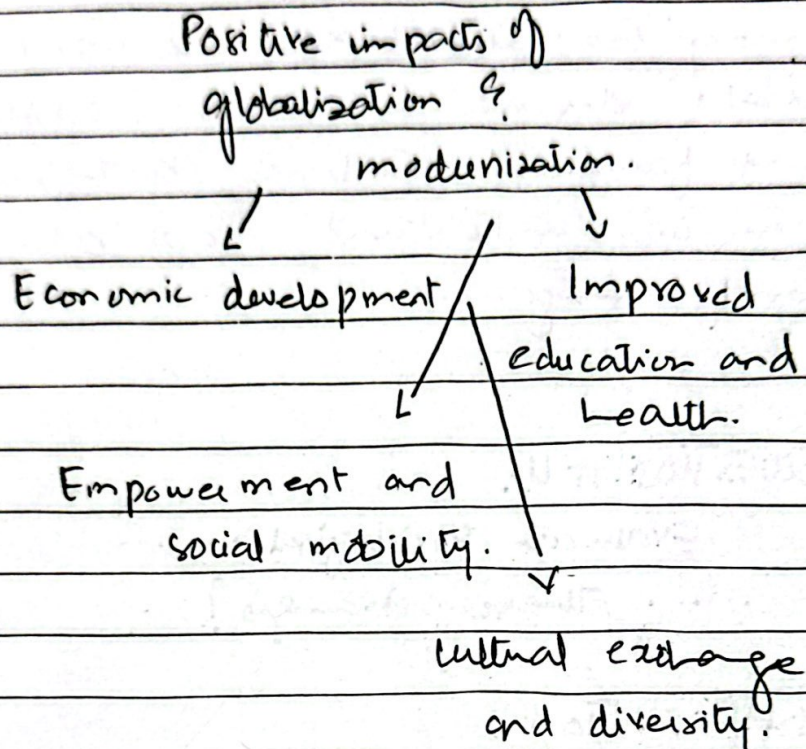 Positive impacts of
globalization &
modernization.
Economic development
Improved
education and
health.
Empowerment and
social mobility.
cultural exchange
and diversity.